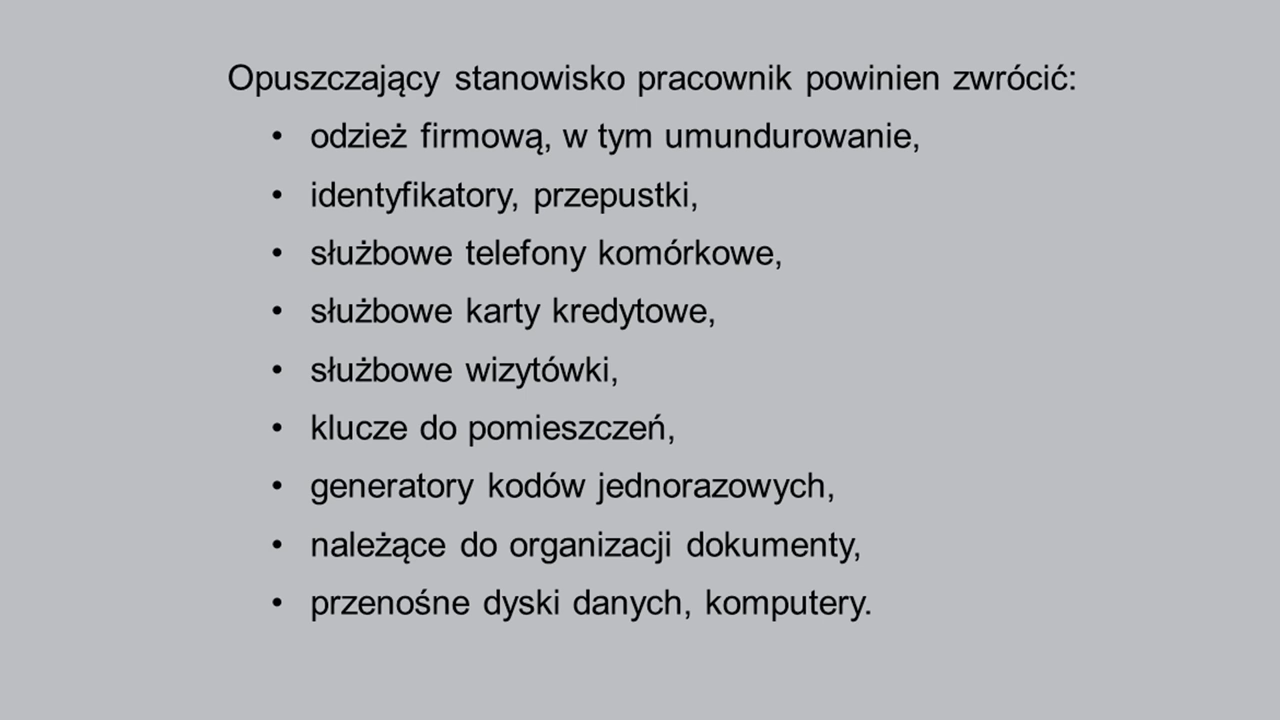 Opuszczający stanowisko pracownik powinien zwrócić:
• odzież firmową, w tym umundurowanie,
• identyfikatory, przepustki,
• służbowe telefony komórkowe,
• służbowe karty kredytowe,
• służbowe wizytówki,
• klucze do pomieszczeń,
• generatory kodów jednorazowych,
• należące do organizacji dokumenty,
• przenośne dyski danych, komputery.